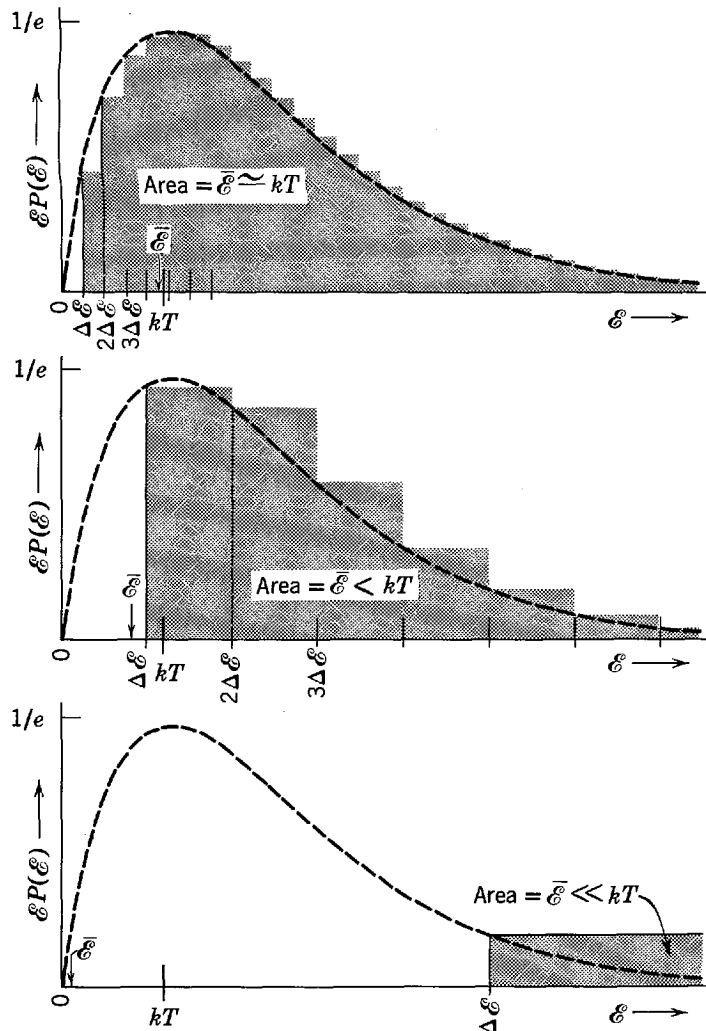 1/e
ℰP(ℰ) →
Area = ℰ̅ ≃ kT
ℰ̅
0
Δℰ
2Δℰ
3Δℰ
kT
ℰ →
1/e
ℰP(ℰ) →
Area = ℰ̅ < kT
ℰ̅
0
Δℰ
kT
2Δℰ
3Δℰ
ℰ →
1/e
ℰP(ℰ) →
Area = ℰ̅ ≪ kT
ℰ̅
0
kT
Δℰ
ℰ →